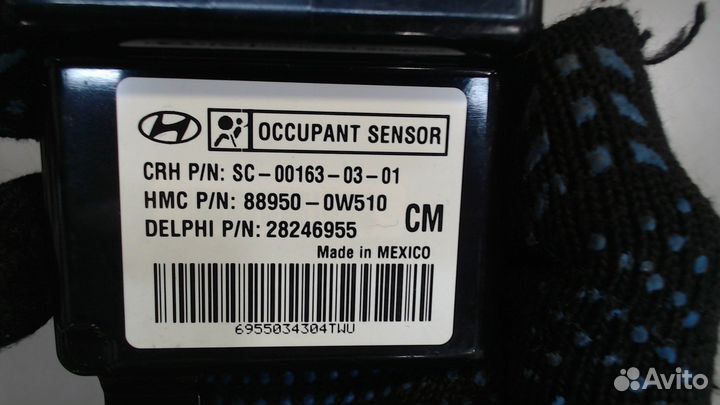 OCCUPANT SENSOR
CRH P/N: SC-00163-03-01
HMC P/N: 88950-0W510
DELPHI P/N: 28246955
CM
Made in MEXICO
6955034304TWU
Avito